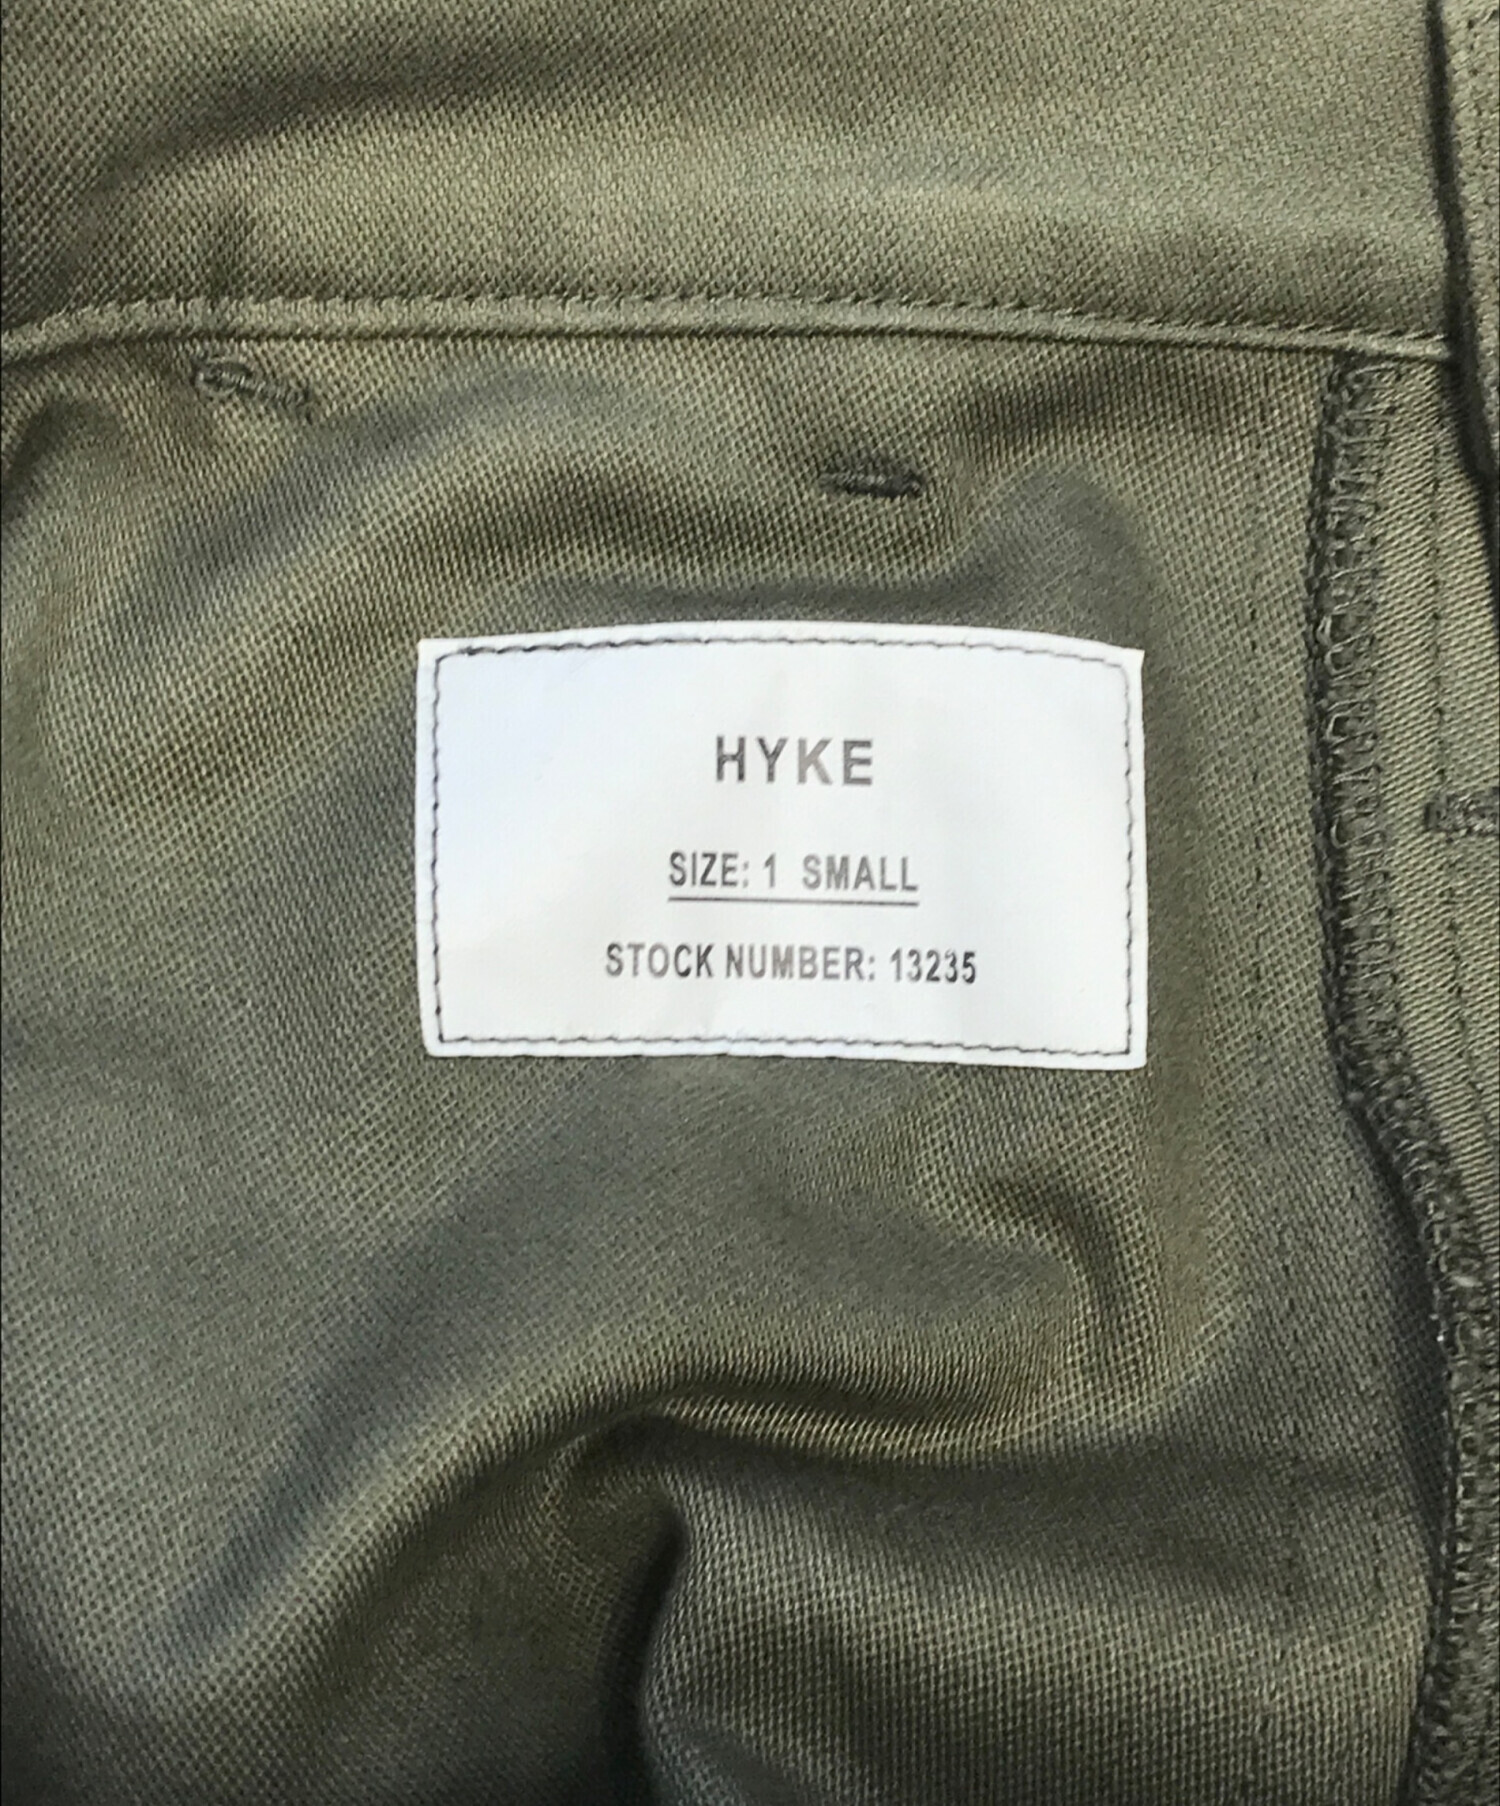 HYKE
SIZE: 1 SMALL
STOCK NUMBER: 13235